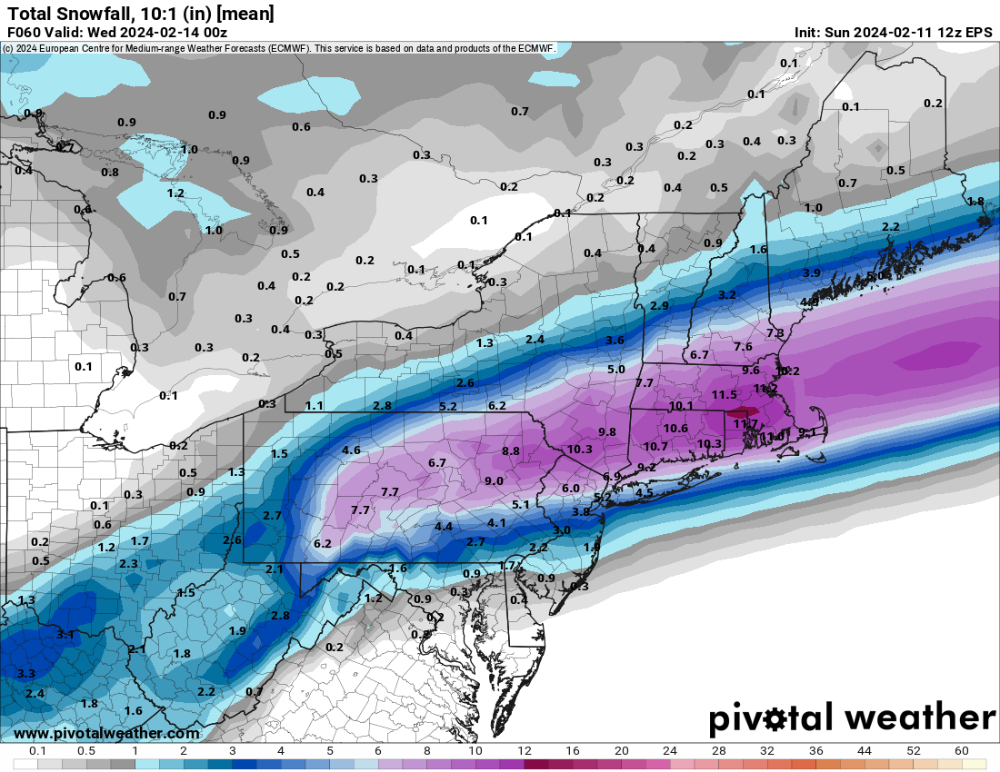 Total Snowfall, 10:1 (in) [mean]
F060 Valid: Wed 2024-02-14 00z Init: Sun 2024-02-11 12z EPS
(c) 2024 European Centre for Medium-range Weather Forecasts (ECMWF). This service is based on data and products of the ECMWF.
0.1
0.1
0.1 0.2
0.9 0.9 0.9 0.7
0.6 0.2
0.7 1.0 0.3 0.3 0.2 0.3 0.4 0.3
0.4 0.8 0.9 0.3 0.5
1.2 0.4 0.3 0.2 0.2 0.2 0.4 0.5 0.7
0.6 0.1 1.0 1.8
1.0 0.9 0.1 0.1 2.2
0.5 0.2 0.1 0.4 0.4 0.9 1.6
0.6 0.2 0.1 0.1 0.3 3.9
0.7 0.4 0.2 0.2 3.2
0.3 0.4 0.3 0.4 2.9
0.3 0.3 0.2 0.5 1.3 2.4 3.6 6.7 7.6 7.3
0.1 5.0 9.6
0.1 0.3 1.1 2.8 2.6 5.2 6.2 7.7 10.1 11.5 11.2
0.2 1.5 4.6 8.8 9.8 10.3 10.6 10.7 10.3 11.7 9.1
0.5 1.3 6.7 9.0 6.0 6.9 9.2
0.1 0.3 0.9 7.7 7.7 5.1 3.8 5.2 4.5
0.2 0.6 2.7 4.4 4.1 3.0
0.5 1.2 1.7 2.6 6.2 2.7 2.2
2.3 2.1 1.6 0.9 1.7 0.9
1.3 1.5 1.2 0.9 0.3 0.4 0.3
3.1 1.9 2.8 0.2
3.3 2.1 1.8 0.2
2.4 1.8 1.6 2.2 0.7
www.pivotalweather.com pivotal weather
0.1 0.5 1 2 3 4 5 6 8 10 12 16 20 24 28 32 36 44 52 60